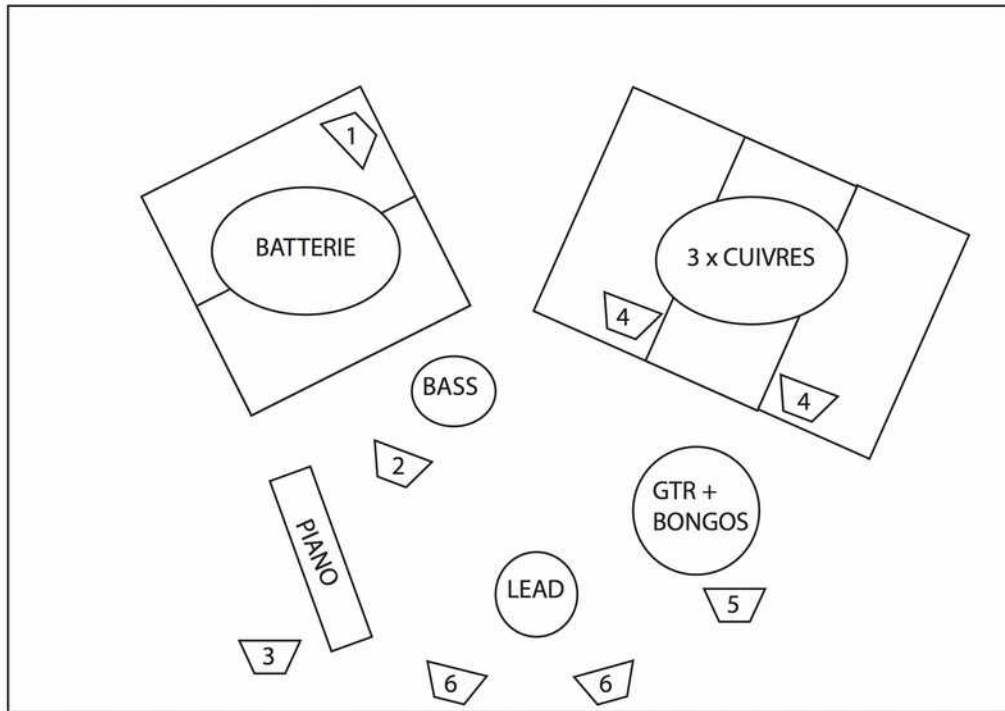 1
BATTERIE
3 x CUIVRES
4
4
BASS
2
GTR +
BONGOS
PIANO
LEAD
5
3
6
6